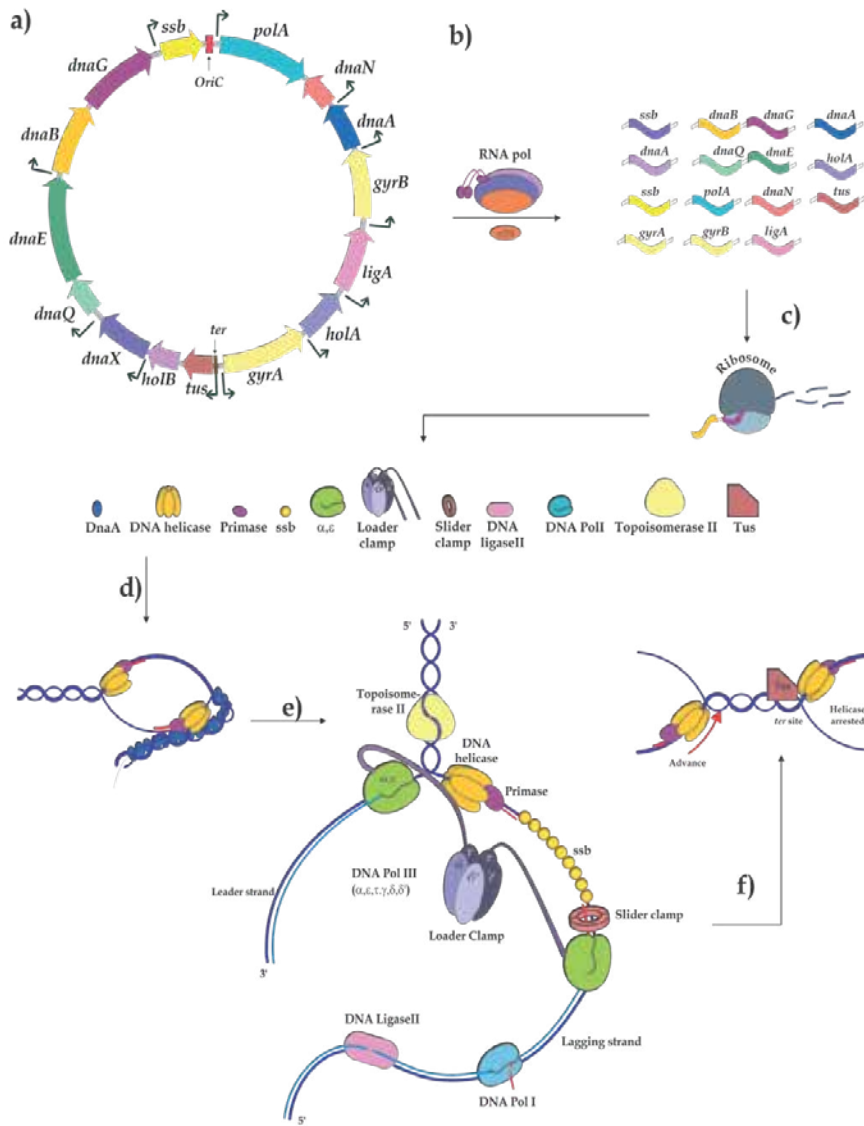 a)
ssb
polA
OriC
dnaG
dnaN
dnaB
dnaA
gyrB
dnaE
ligA
dnaQ
holA
dnaX
ter
holB
tus
gyrA
b)
RNA pol
ssb
dnaB
dnaG
dnaA
dnaA
dnaQ
dnaE
holA
ssb
polA
dnaN
tus
gyrA
gyrB
ligA
c)
Ribosome
DnaA
DNA helicase
Primase
ssb
α,ε
Loader
clamp
Slider
clamp
DNA
ligaseII
DNA PolI
Topoisomerase II
Tus
d)
e)
5'
3'
Topoisome-
rase II
DNA
helicase
Primase
ssb
Leader strand
DNA Pol III
(α,ε,τ,γ,δ,δ')
Loader Clamp
Slider clamp
3'
DNA LigaseII
Lagging strand
DNA Pol I
5'
f)
Tus
ter site
Helicase
arrested
Advance